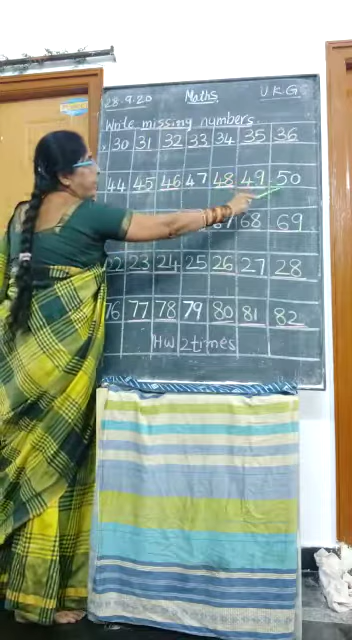 28.9.20 Maths U.K.G
Write missing numbers.
30 31 32 33 34 35 36
44 45 46 47 48 49 50
67 68 69
22 23 24 25 26 27 28
76 77 78 79 80 81 82
HW 2 times